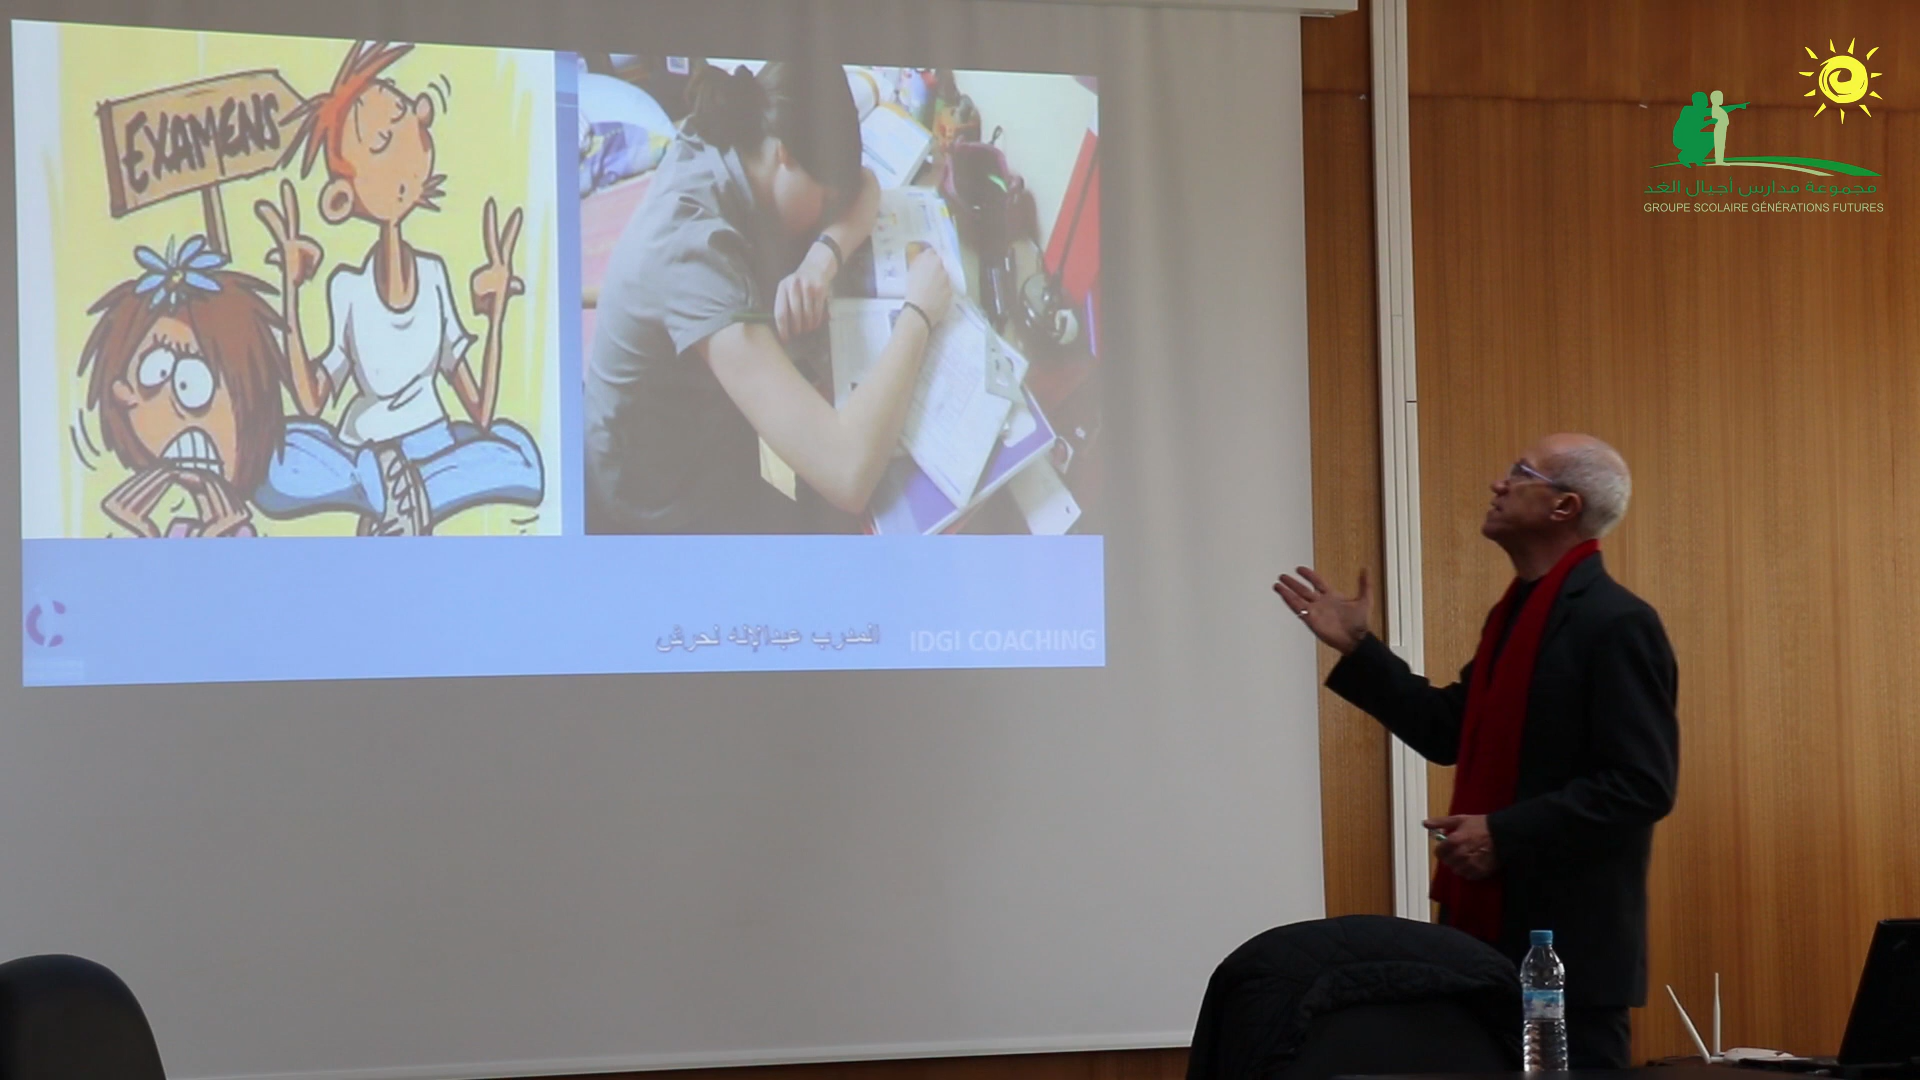 EXAMENS
المدرب عبدالإله لحرش
IDGI COACHING
مجموعة مدارس أجيال الغد
GROUPE SCOLAIRE GÉNÉRATIONS FUTURES